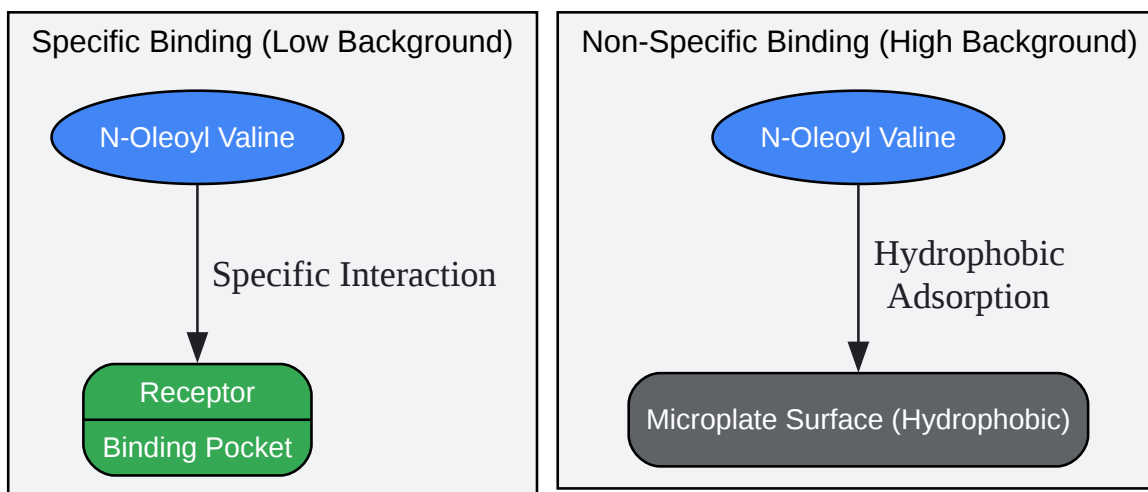 Specific Binding (Low Background)
N-Oleoyl Valine
Specific Interaction
Receptor
Binding Pocket
Non-Specific Binding (High Background)
N-Oleoyl Valine
Hydrophobic
Adsorption
Microplate Surface (Hydrophobic)